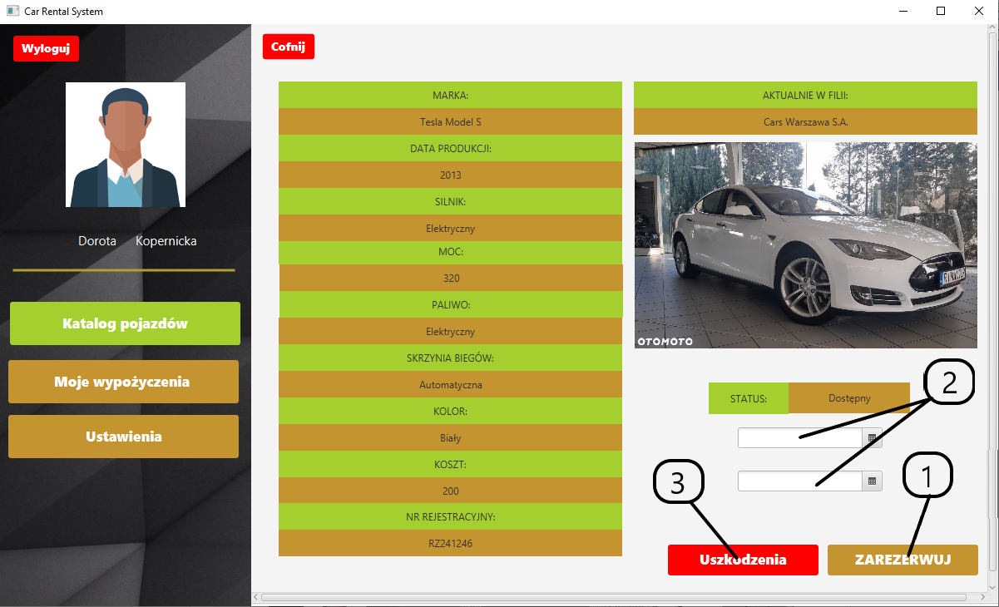 Car Rental System
Wyloguj
Dorota Kopernicka
Katalog pojazdów
Moje wypożyczenia
Ustawienia
Cofnij
MARKA:
Tesla Model S
DATA PRODUKCJI:
2013
SILNIK:
Elektryczny
MOC:
320
PALIWO:
Elektryczny
SKRZYNIA BIEGÓW:
Automatyczna
KOLOR:
Biały
KOSZT:
200
NR REJESTRACYJNY:
RZ241246
AKTUALNIE W FILII:
Cars Warszawa S.A.
OTOMOTO
2
STATUS: Dostępny
3
1
Uszkodzenia
ZAREZERWUJ